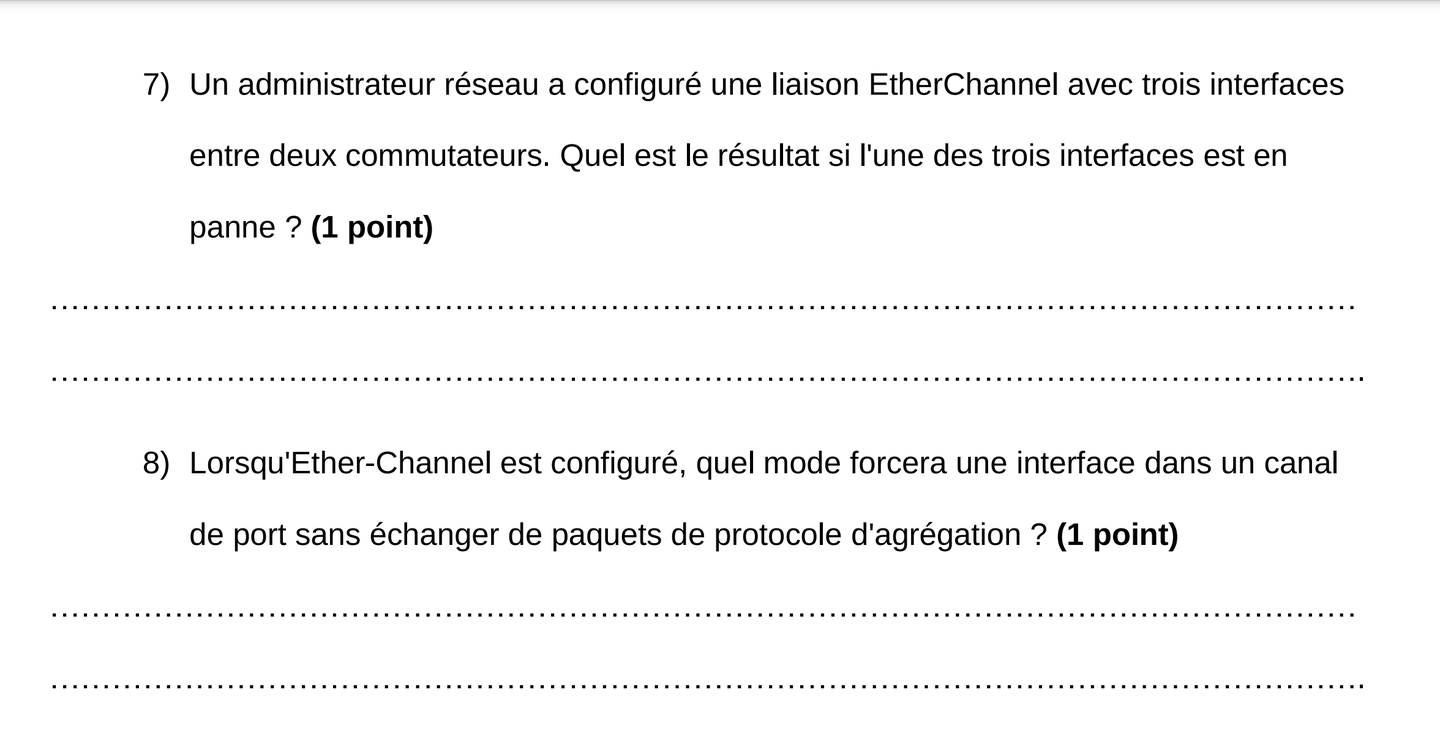 7) Un administrateur réseau a configuré une liaison EtherChannel avec trois interfaces
entre deux commutateurs. Quel est le résultat si l'une des trois interfaces est en
panne ? (1 point)
…………………………………………………………………………………………………………………
………………………………………………………………………………………………………………….
8) Lorsqu'Ether-Channel est configuré, quel mode forcera une interface dans un canal
de port sans échanger de paquets de protocole d'agrégation ? (1 point)
…………………………………………………………………………………………………………………
………………………………………………………………………………………………………………….